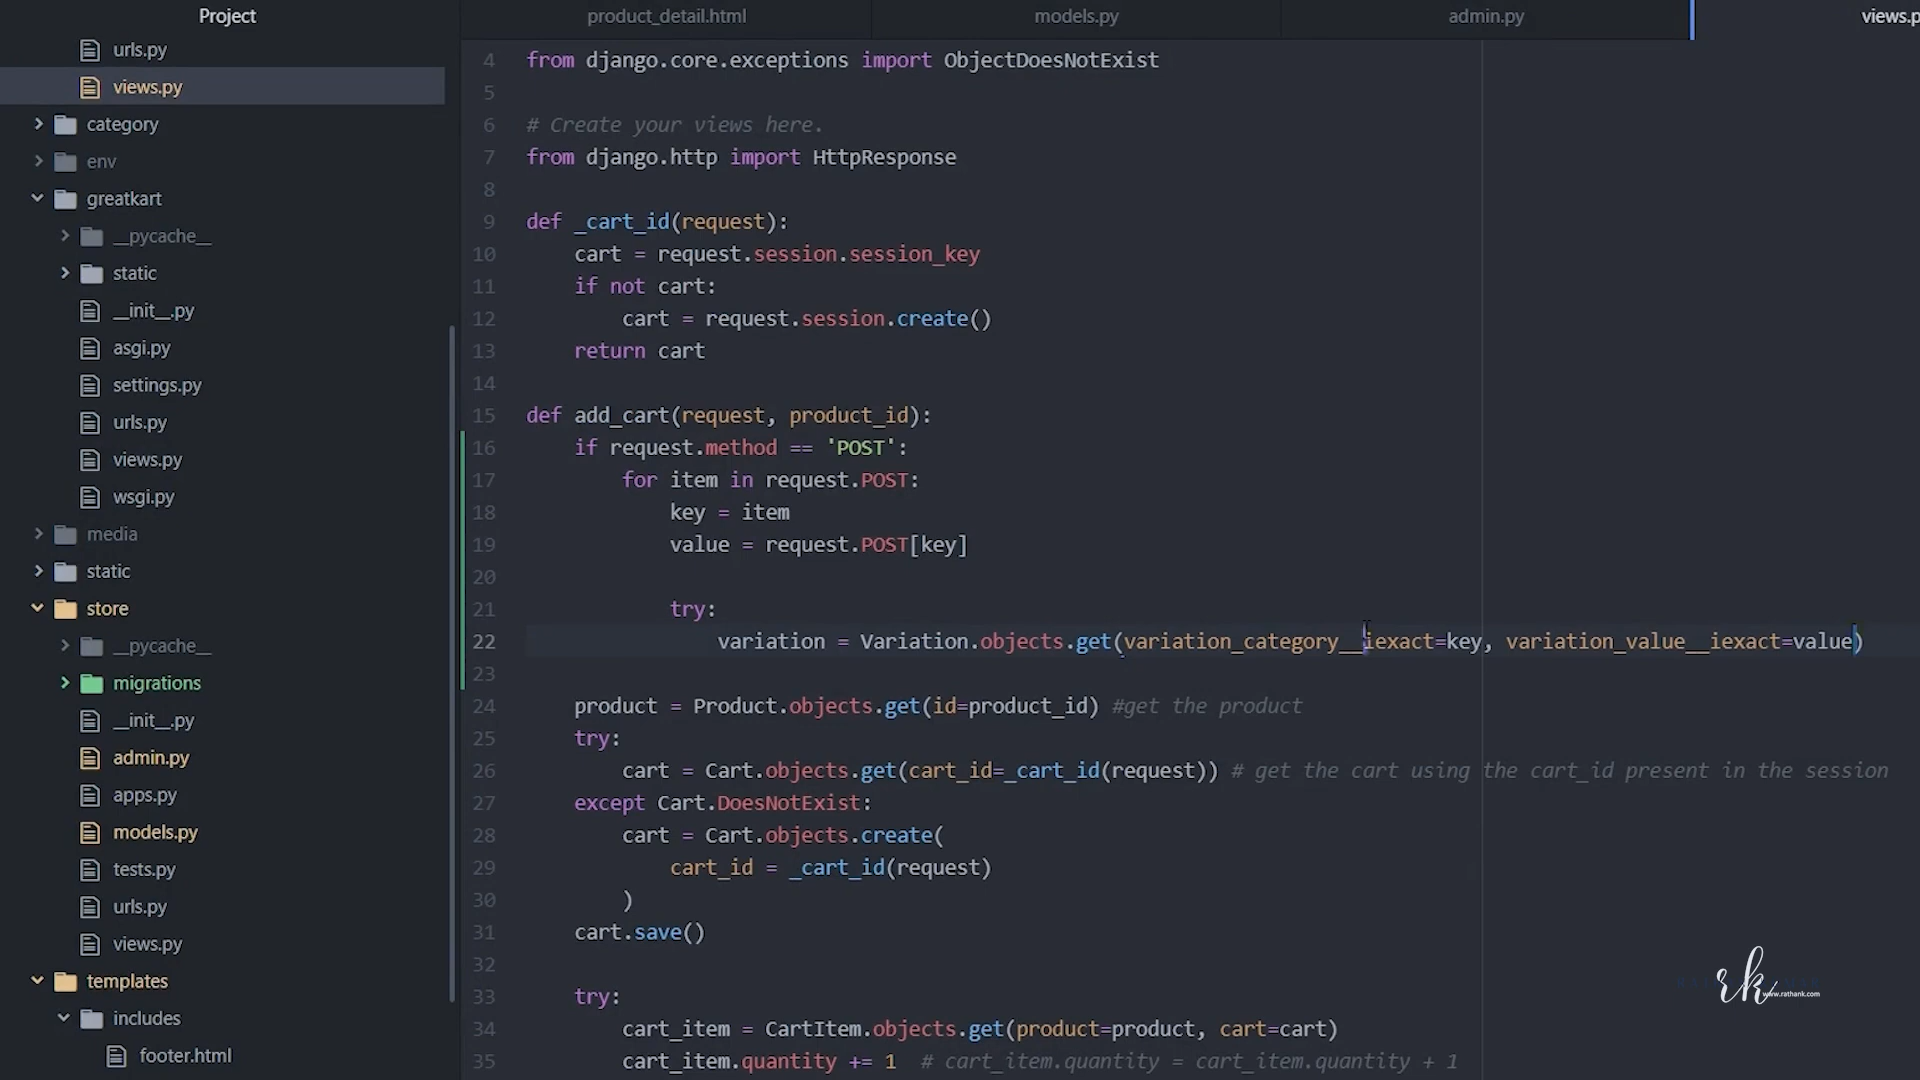 Project
urls.py
views.py
category
env
greatkart
__pycache__
static
__init__.py
asgi.py
settings.py
urls.py
views.py
wsgi.py
media
static
store
__pycache__
migrations
__init__.py
admin.py
apps.py
models.py
tests.py
urls.py
views.py
templates
includes
footer.html
product_detail.html models.py admin.py views.p
4 from django.core.exceptions import ObjectDoesNotExist
5
6 # Create your views here.
7 from django.http import HttpResponse
8
9 def _cart_id(request):
10 cart = request.session.session_key
11 if not cart:
12 cart = request.session.create()
13 return cart
14
15 def add_cart(request, product_id):
16 if request.method == 'POST':
17 for item in request.POST:
18 key = item
19 value = request.POST[key]
20
21 try:
22 variation = Variation.objects.get(variation_category__iexact=key, variation_value__iexact=value)
23
24 product = Product.objects.get(id=product_id) #get the product
25 try:
26 cart = Cart.objects.get(cart_id=_cart_id(request)) # get the cart using the cart_id present in the session
27 except Cart.DoesNotExist:
28 cart = Cart.objects.create(
29 cart_id = _cart_id(request)
30 )
31 cart.save()
32
33 try:
34 cart_item = CartItem.objects.get(product=product, cart=cart)
35 cart_item.quantity += 1 # cart_item.quantity = cart_item.quantity + 1
rk
www.rathank.com